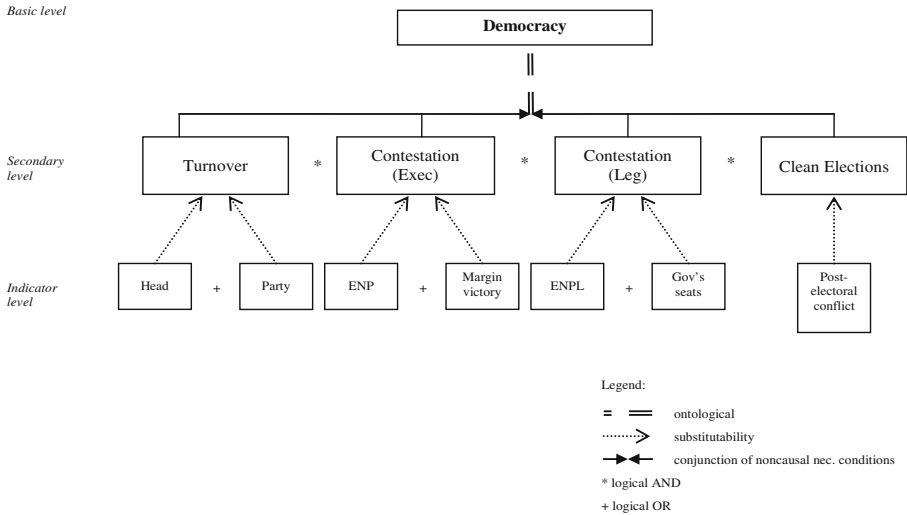 Basic level
Democracy
Secondary
level
Turnover
*
Contestation
(Exec)
*
Contestation
(Leg)
*
Clean Elections
Indicator
level
Head
+
Party
ENP
+
Margin
victory
ENPL
+
Gov's
seats
Post-
electoral
conflict
Legend:
ontological
substitutability
conjunction of noncausal nec. conditions
* logical AND
+ logical OR